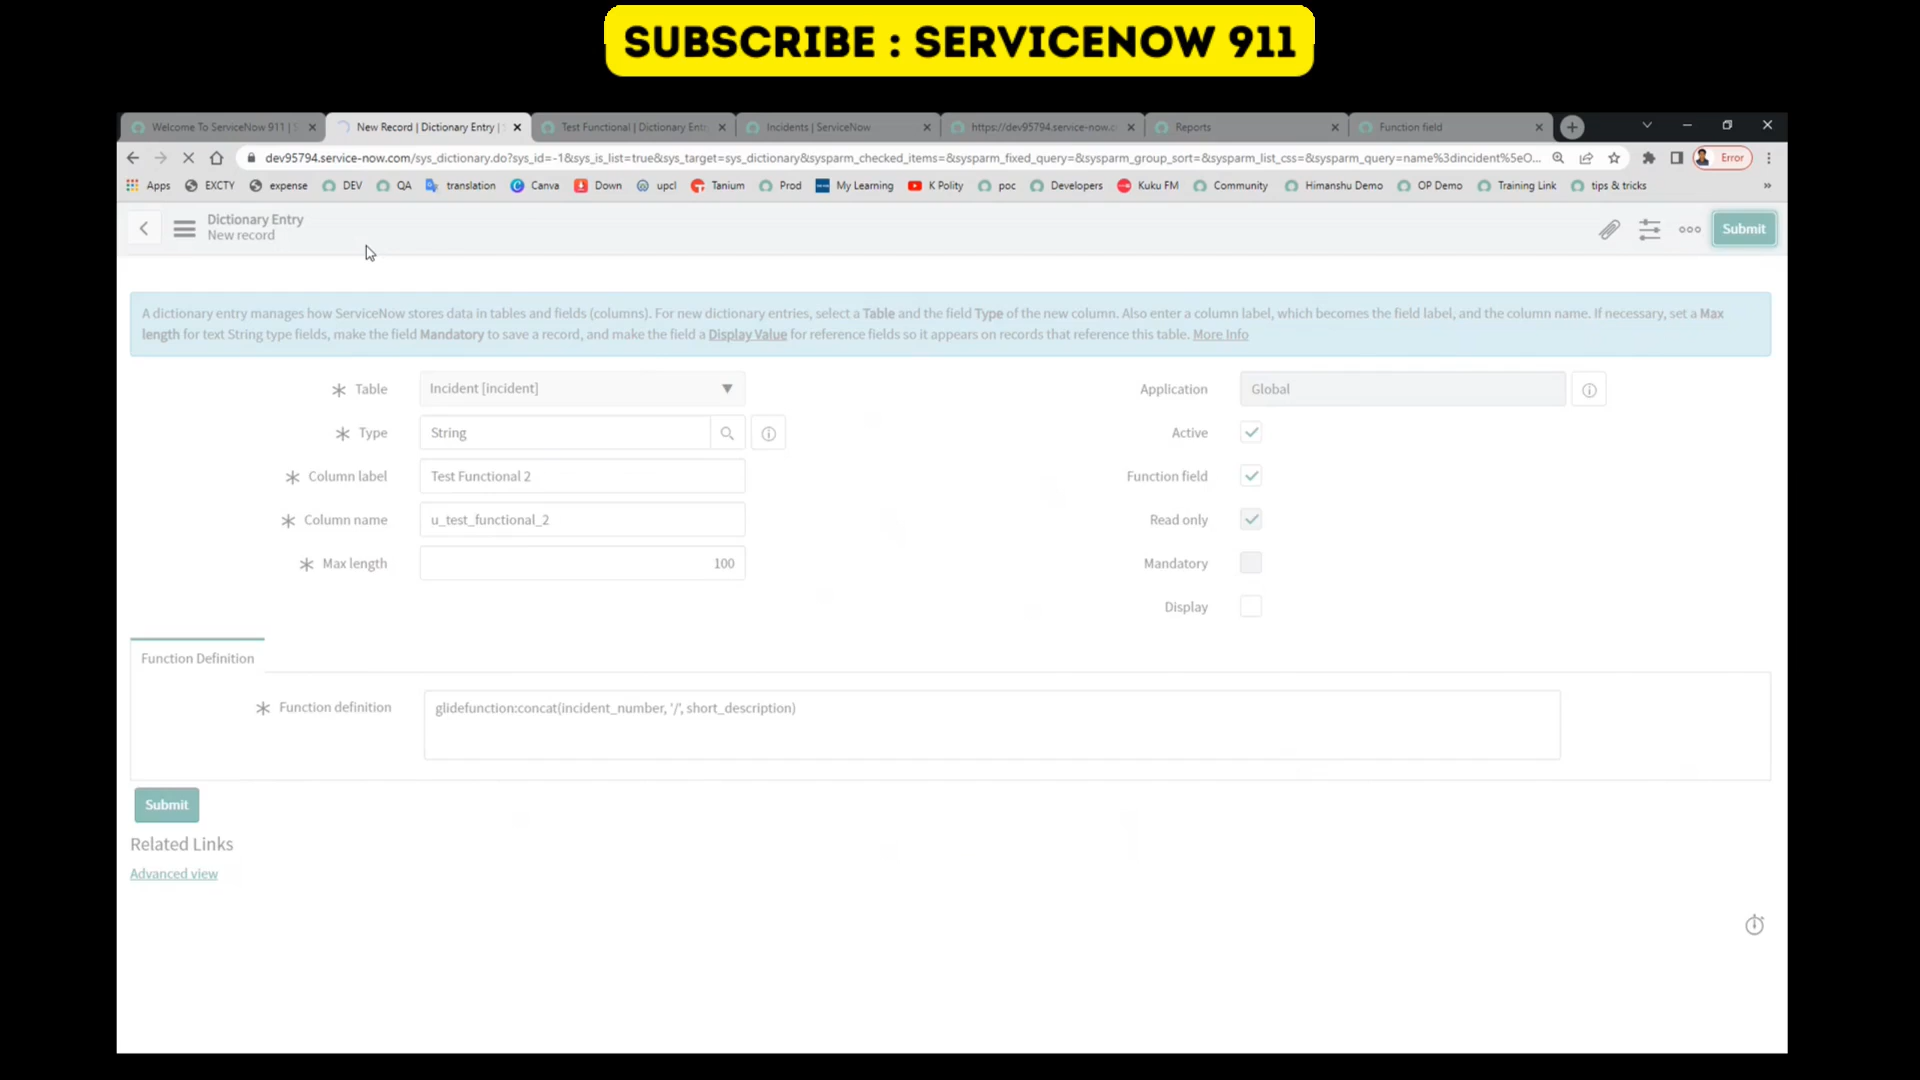 SUBSCRIBE : SERVICENOW 911
Welcome To ServiceNow 911 | S
New Record | Dictionary Entry | S
Test Functional | Dictionary Entr
Incidents | ServiceNow
https://dev95794.service-now.c
Reports
Function field
dev95794.service-now.com/sys_dictionary.do?sys_id=-1&sys_is_list=true&sys_target=sys_dictionary&sysparm_checked_items=&sysparm_fixed_query=&sysparm_group_sort=&sysparm_list_css=&sysparm_query=name%3dincident%5eO...
Error
Apps
EXCTY
expense
DEV
QA
translation
Canva
Down
upcl
Tanium
Prod
My Learning
K Polity
poc
Developers
Kuku FM
Community
Himanshu Demo
OP Demo
Training Link
tips & tricks
»
Dictionary Entry
New record
Submit
A dictionary entry manages how ServiceNow stores data in tables and fields (columns). For new dictionary entries, select a Table and the field Type of the new column. Also enter a column label, which becomes the field label, and the column name. If necessary, set a Max
length for text String type fields, make the field Mandatory to save a record, and make the field a Display Value for reference fields so it appears on records that reference this table. More Info
Table
Incident [incident]
Application
Global
Type
String
Active
Column label
Test Functional 2
Function field
Column name
u_test_functional_2
Read only
Max length
100
Mandatory
Display
Function Definition
Function definition
glidefunction:concat(incident_number, '/', short_description)
Submit
Related Links
Advanced view